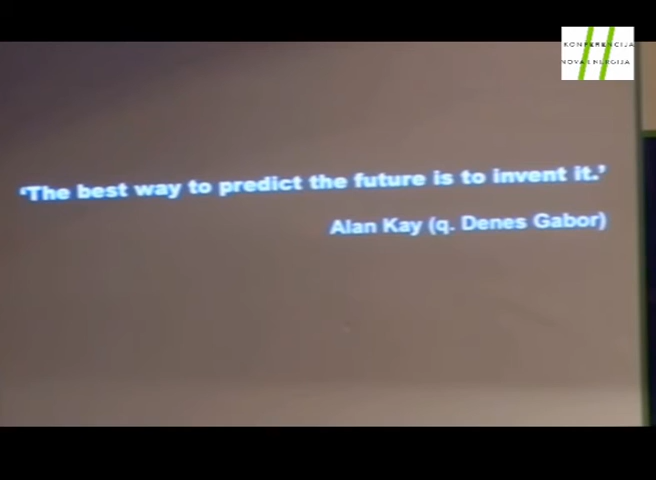 KONFERENCIJA
NOVA ENERGIJA
‘The best way to predict the future is to invent it.’
Alan Kay (q. Denes Gabor)